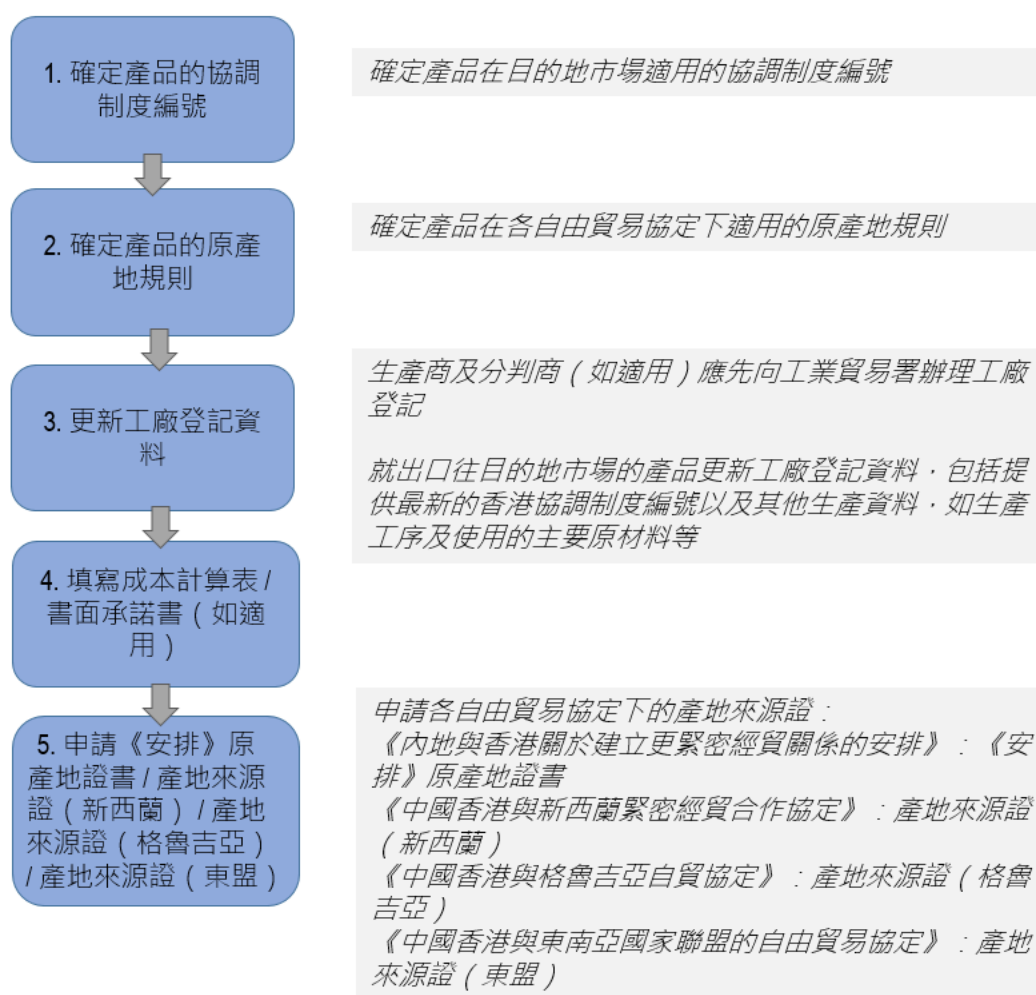 1. 確定產品的協調
制度編號
確定產品在目的地市場適用的協調制度編號
2. 確定產品的原產
地規則
確定產品在各自由貿易協定下適用的原產地規則
3. 更新工廠登記資
料
生產商及分判商（如適用）應先向工業貿易署辦理工廠
登記
就出口往目的地市場的產品更新工廠登記資料，包括提
供最新的香港協調制度編號以及其他生產資料，如生產
工序及使用的主要原材料等
4. 填寫成本計算表 /
書面承諾書（如適
用）
5. 申請《安排》原
產地證書 / 產地來源
證（新西蘭） / 產地
來源證（格魯吉亞）
/ 產地來源證（東盟）
申請各自由貿易協定下的產地來源證：
《內地與香港關於建立更緊密經貿關係的安排》：《安
排》原產地證書
《中國香港與新西蘭緊密經貿合作協定》：產地來源證
（新西蘭）
《中國香港與格魯吉亞自貿協定》：產地來源證（格魯
吉亞）
《中國香港與東南亞國家聯盟的自由貿易協定》：產地
來源證（東盟）